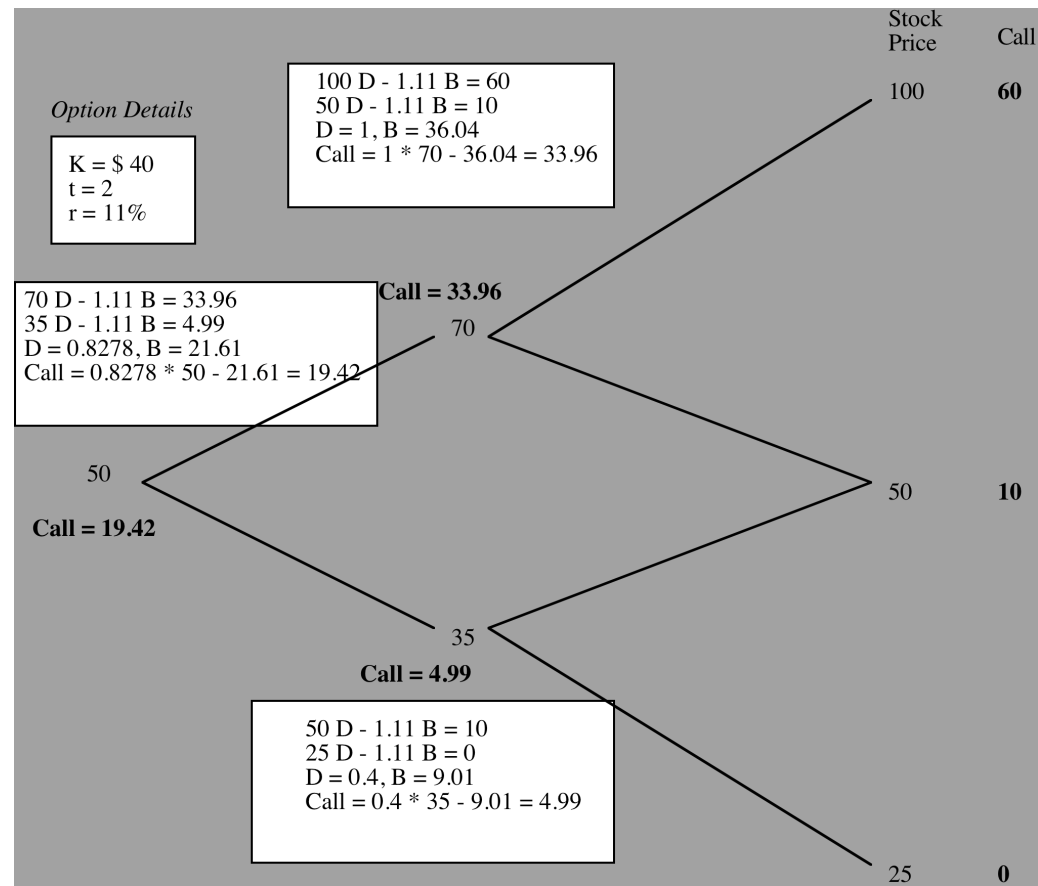 Stock
Price
Call
100
60
100 D - 1.11 B = 60
50 D - 1.11 B = 10
D = 1, B = 36.04
Call = 1 * 70 - 36.04 = 33.96
Option Details
K = $ 40
t = 2
r = 11%
70 D - 1.11 B = 33.96
35 D - 1.11 B = 4.99
D = 0.8278, B = 21.61
Call = 0.8278 * 50 - 21.61 = 19.42
Call = 33.96
70
50
Call = 19.42
50
10
35
Call = 4.99
50 D - 1.11 B = 10
25 D - 1.11 B = 0
D = 0.4, B = 9.01
Call = 0.4 * 35 - 9.01 = 4.99
25
0